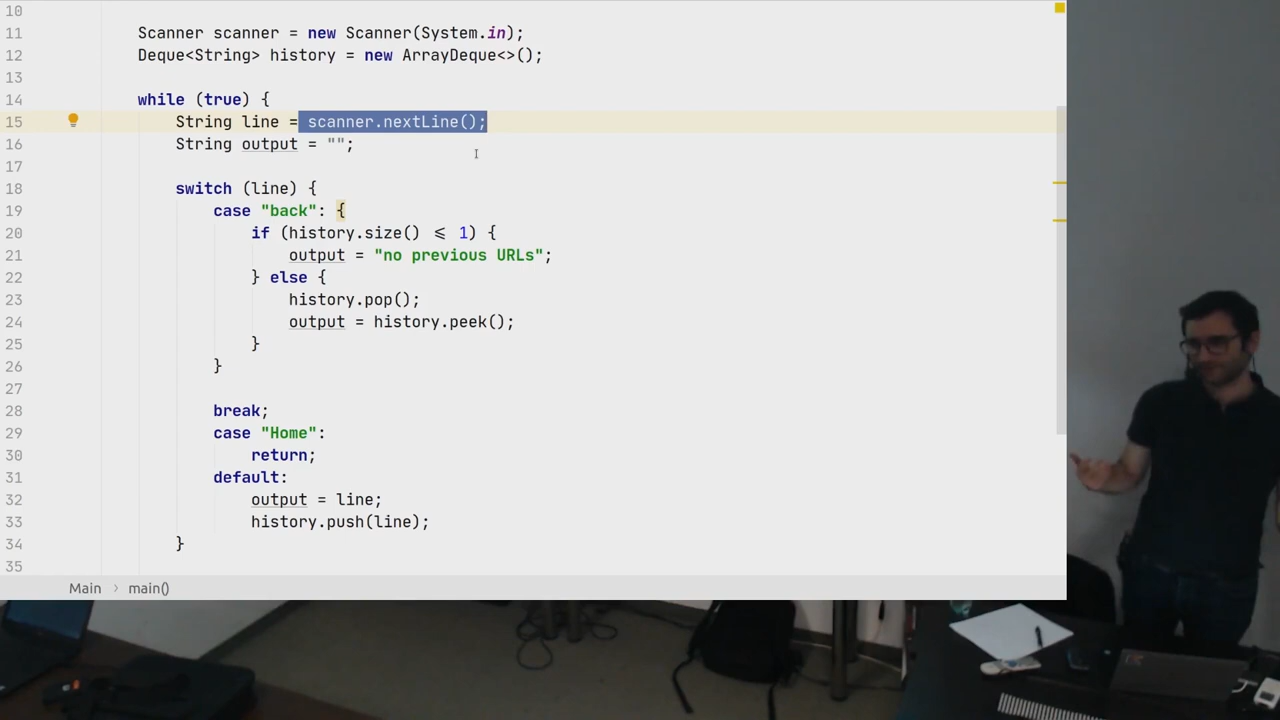 10
11 Scanner scanner = new Scanner(System.in);
12 Deque<String> history = new ArrayDeque<>();
13
14 while (true) {
15 String line = scanner.nextLine();
16 String output = "";
17
18 switch (line) {
19 case "back": {
20 if (history.size() ⩽ 1) {
21 output = "no previous URLs";
22 } else {
23 history.pop();
24 output = history.peek();
25 }
26 }
27
28 break;
29 case "Home":
30 return;
31 default:
32 output = line;
33 history.push(line);
34 }
35
Main > main()